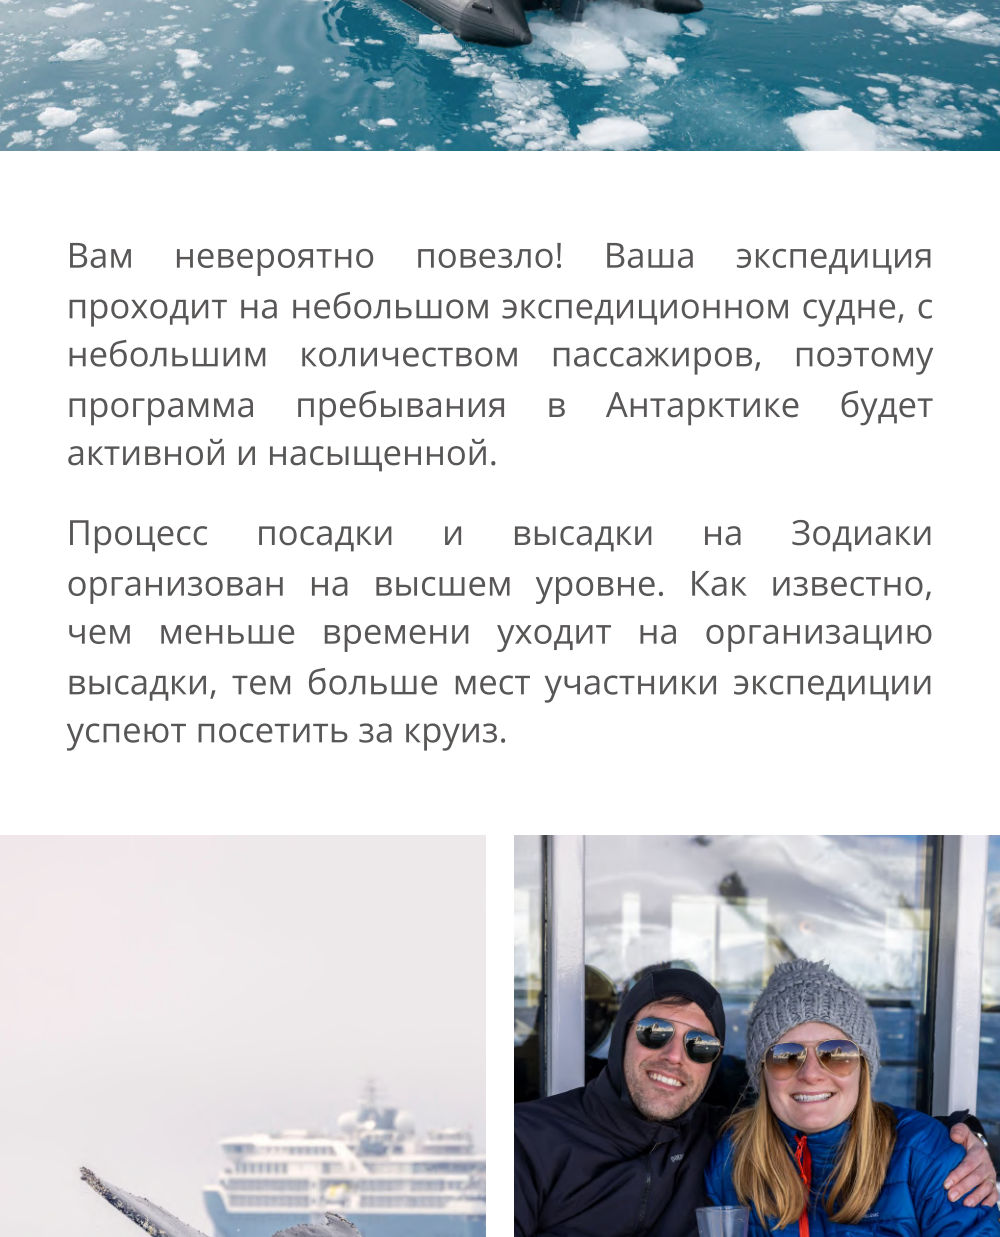 Вам невероятно повезло! Ваша экспедиция
проходит на небольшом экспедиционном судне, с
небольшим количеством пассажиров, поэтому
программа пребывания в Антарктике будет
активной и насыщенной.
Процесс посадки и высадки на Зодиаки
организован на высшем уровне. Как известно,
чем меньше времени уходит на организацию
высадки, тем больше мест участники экспедиции
успеют посетить за круиз.